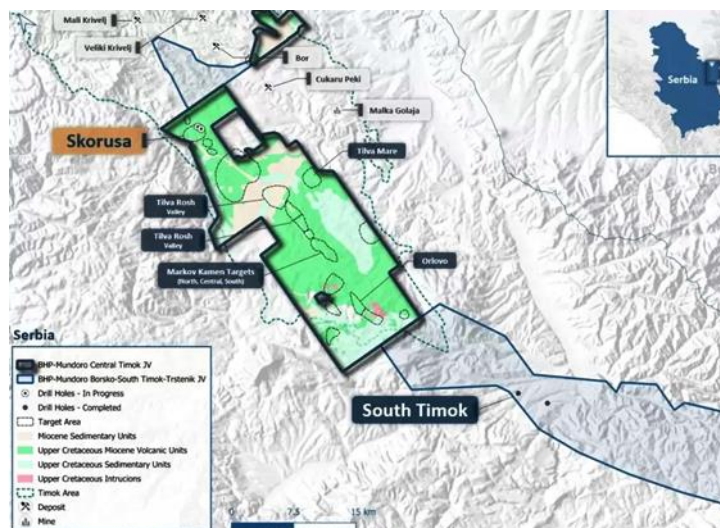 Mali Krivelj
Veliki Krivelj
Bor
Cukaru Peki
Malka Golaja
Serbia
Skorusa
Tilva Mare
Tilva Rosh
Valley
Tilva Rosh
Valley
Markov Kamen Targets
(North, Central, South)
Orlovo
South Timok
Serbia
BHP-Mundoro Central Timok JV
BHP-Mundoro Borsko-South Timok-Trstenik JV
Drill Holes - In Progress
Drill Holes - Completed
Target Area
Miocene Sedimentary Units
Upper Cretaceous Miocene Volcanic Units
Upper Cretaceous Sedimentary Units
Upper Cretaceous Intrucions
Timok Area
Deposit
Mine
0 7.5 15 km